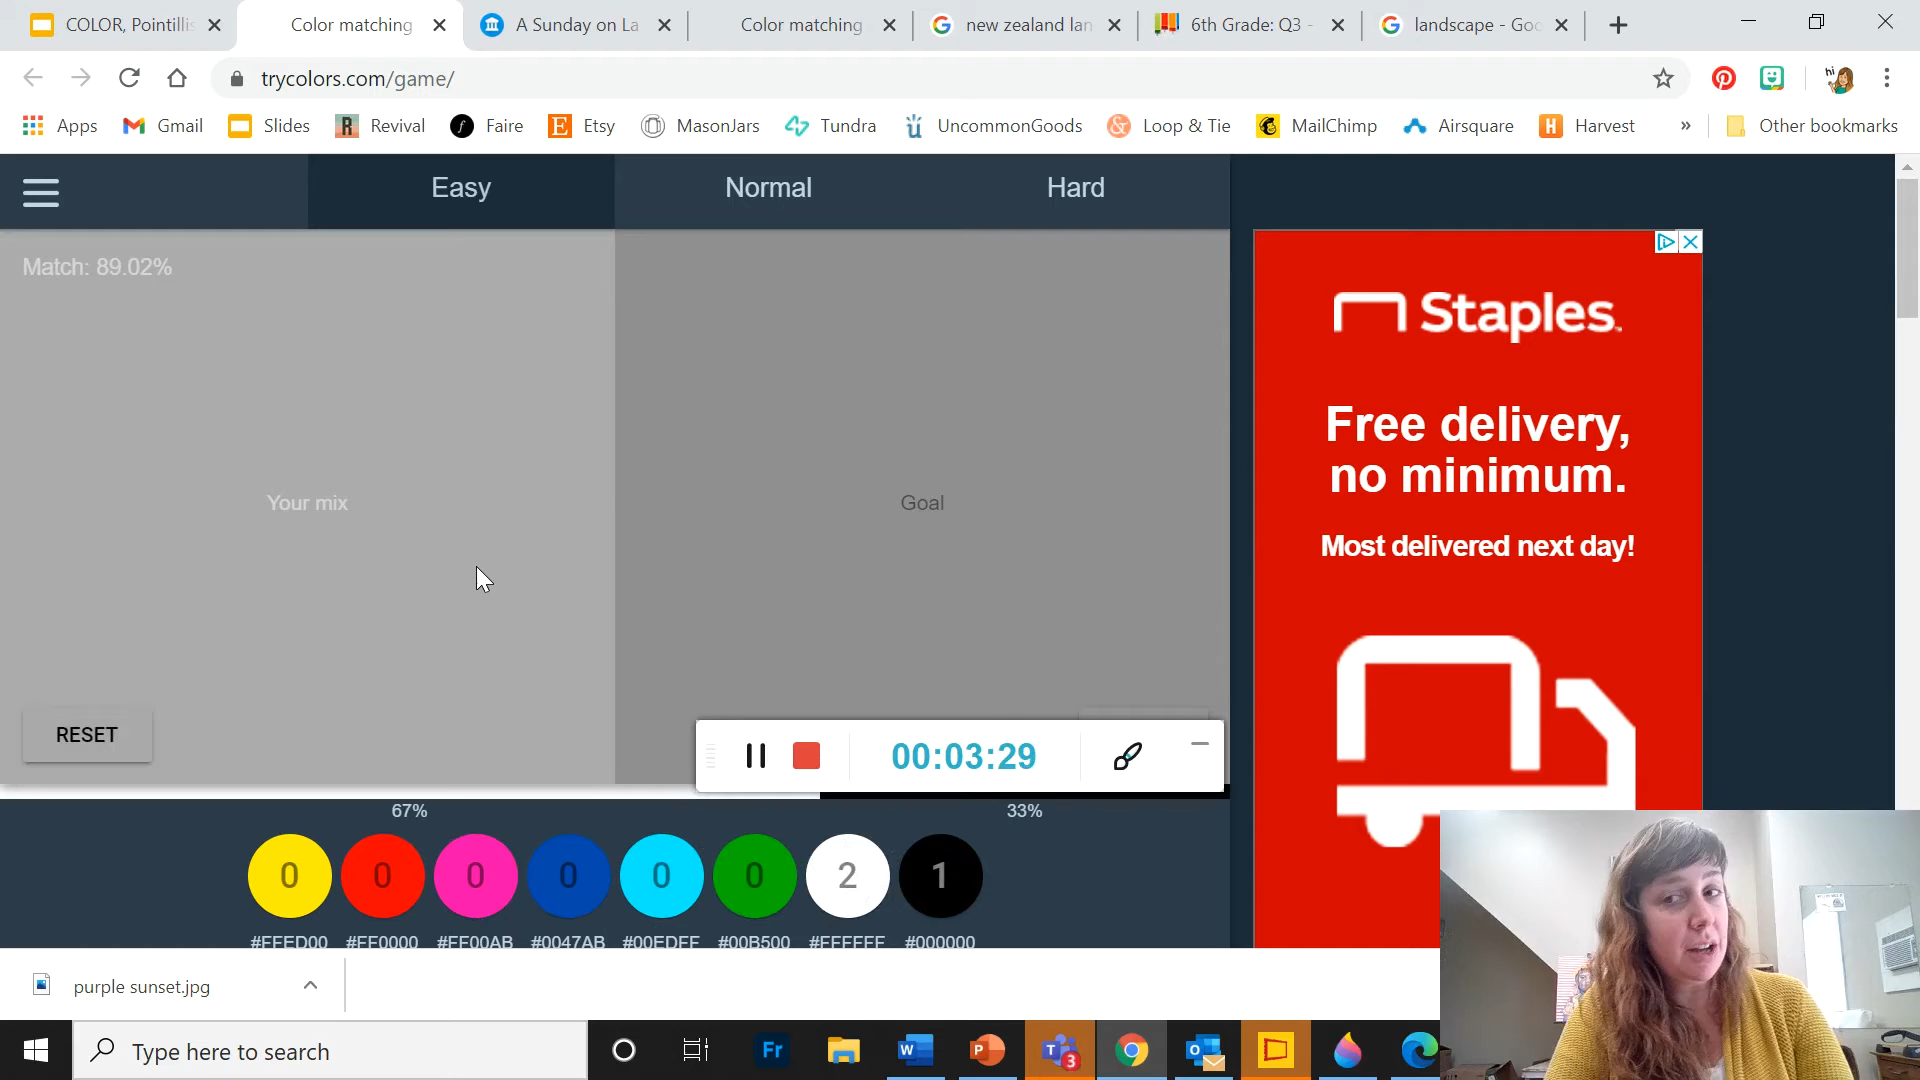 COLOR, Pointillis
Color matching
A Sunday on La
Color matching
new zealand lan
6th Grade: Q3 -
landscape - Goo
trycolors.com/game/
hi
Apps
Gmail
Slides
Revival
Faire
Etsy
MasonJars
Tundra
UncommonGoods
Loop & Tie
MailChimp
Airsquare
Harvest
»
Other bookmarks
Easy
Normal
Hard
Match: 89.02%
Your mix
Goal
RESET
00:03:29
67%
33%
0
0
0
0
0
0
2
1
#FFED00
#FF0000
#FF00AB
#0047AB
#00EDFF
#00B500
#FFFFFF
#000000
Staples
Free delivery,
no minimum.
Most delivered next day!
purple sunset.jpg
Type here to search
Fr
3